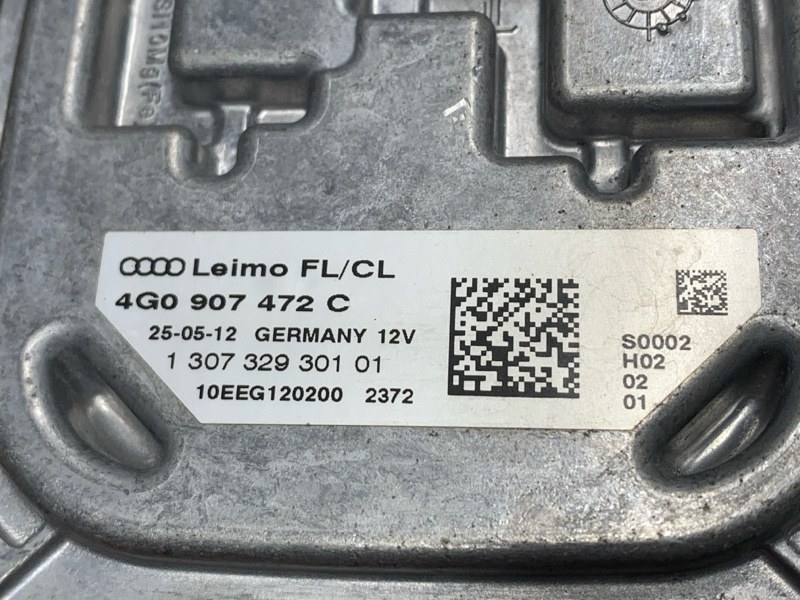 Leimo FL/CL
4G0 907 472 C
25-05-12 GERMANY 12V
1 307 329 301 01
10EEG120200 2372
S0002
H02
02
01